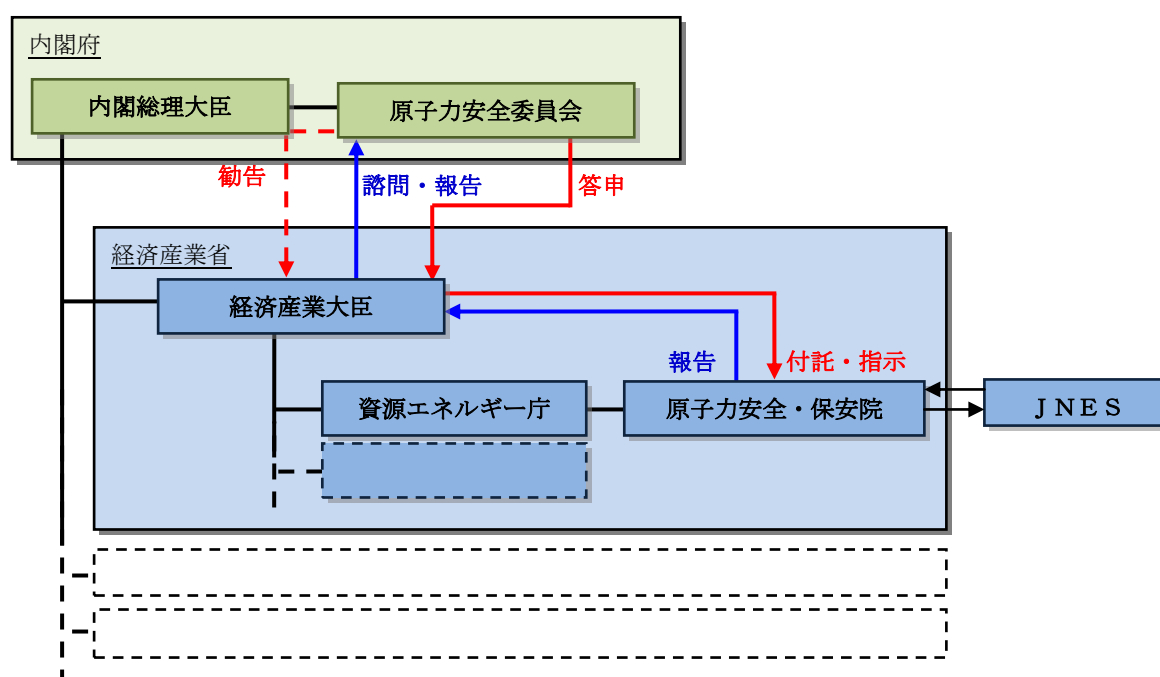 内閣府
内閣総理大臣
原子力安全委員会
勧告
諮問・報告
答申
経済産業省
経済産業大臣
報告
付託・指示
資源エネルギー庁
原子力安全・保安院
ＪＮＥＳ